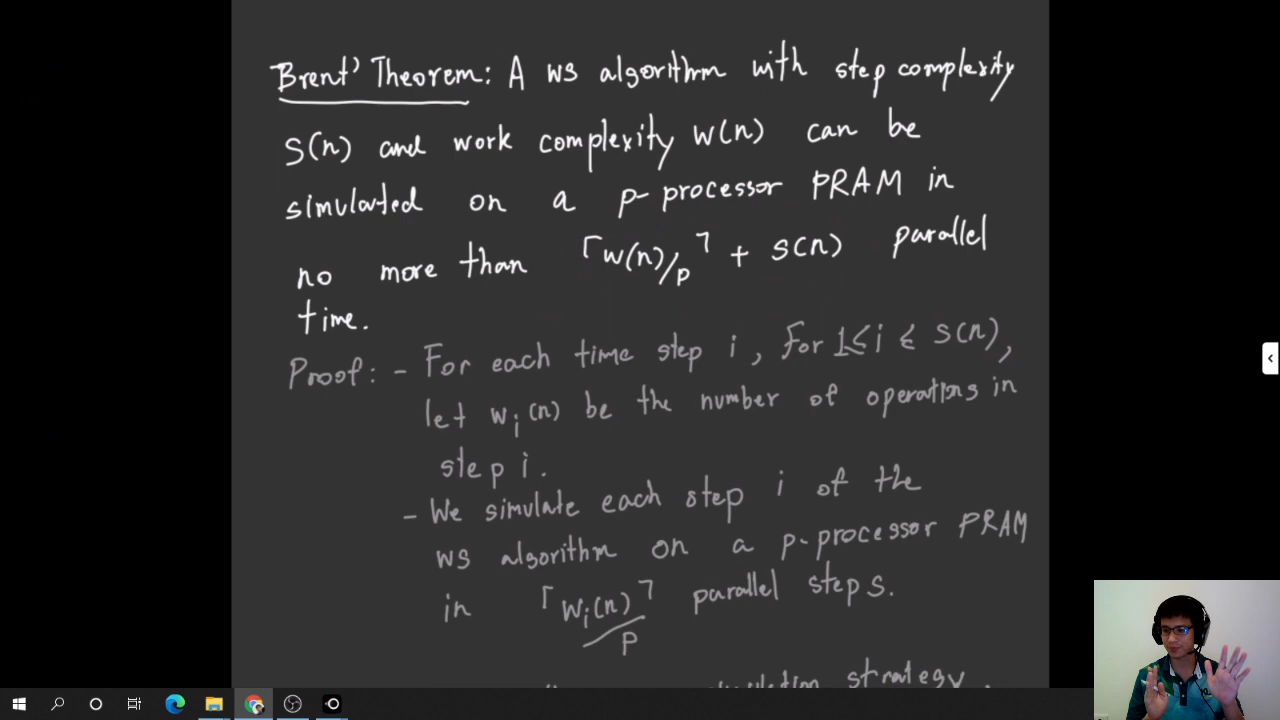 Brent' Theorem: A WS algorithm with step complexity
S(n) and work complexity W(n) can be
simulated on a p-processor PRAM in
no more than ⌈W(n)/p⌉ + S(n) parallel
time.
Proof: - For each time step i, for 1≤i≤ S(n),
let Wi(n) be the number of operations in
step i.
- We simulate each step i of the
WS algorithm on a p-processor PRAM
in ⌈Wi(n)/P⌉ parallel steps.
strategy.